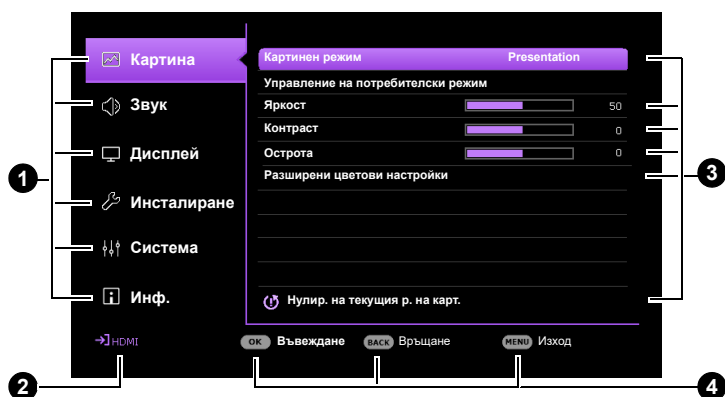 Картина
Звук
Дисплей
Инсталиране
Система
Инф.
Картинен режим Presentation
Управление на потребителски режим
Яркост 50
Контраст 0
Острота 0
Разширени цветови настройки
Нулир. на текущия р. на карт.
HDMI
OK Въвеждане BACK Връщане MENU Изход
1
2
3
4